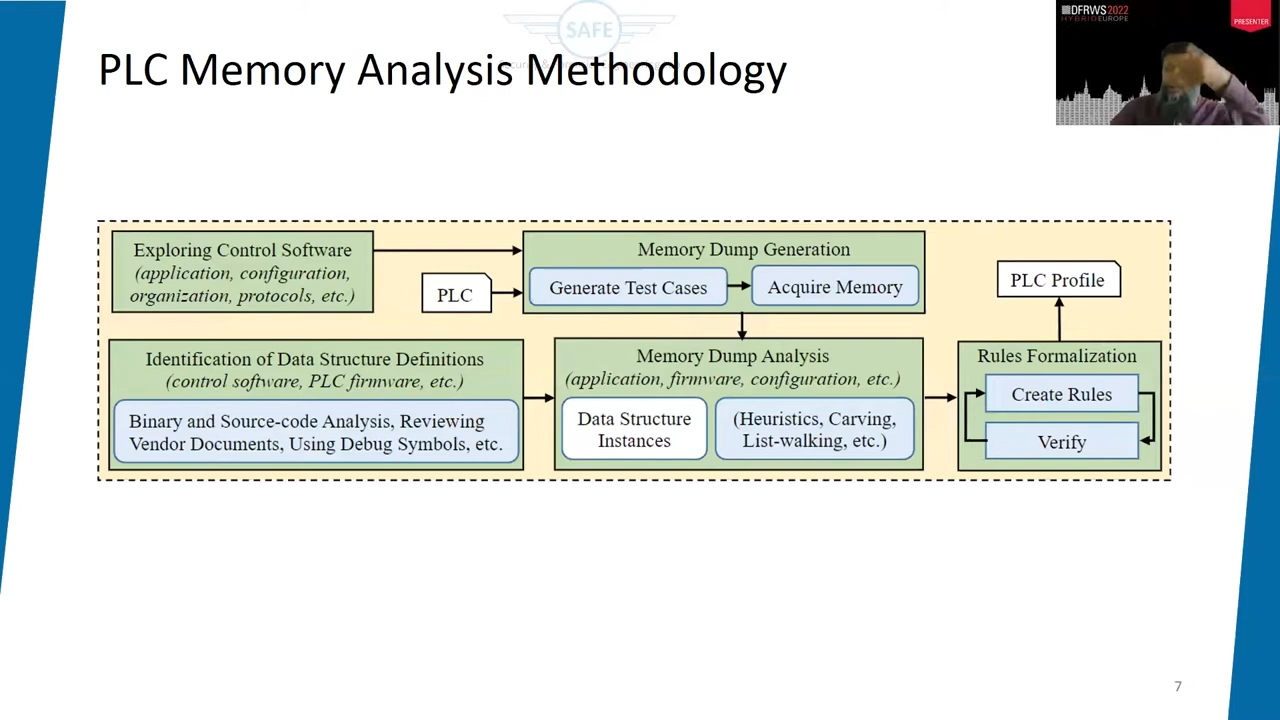 SAFE
PLC Memory Analysis Methodology
DFRWS2022
HYBRID EUROPE
PRESENTER
Exploring Control Software
(application, configuration,
organization, protocols, etc.)
PLC
Memory Dump Generation
Generate Test Cases
Acquire Memory
PLC Profile
Identification of Data Structure Definitions
(control software, PLC firmware, etc.)
Binary and Source-code Analysis, Reviewing
Vendor Documents, Using Debug Symbols, etc.
Memory Dump Analysis
(application, firmware, configuration, etc.)
Data Structure
Instances
(Heuristics, Carving,
List-walking, etc.)
Rules Formalization
Create Rules
Verify
7